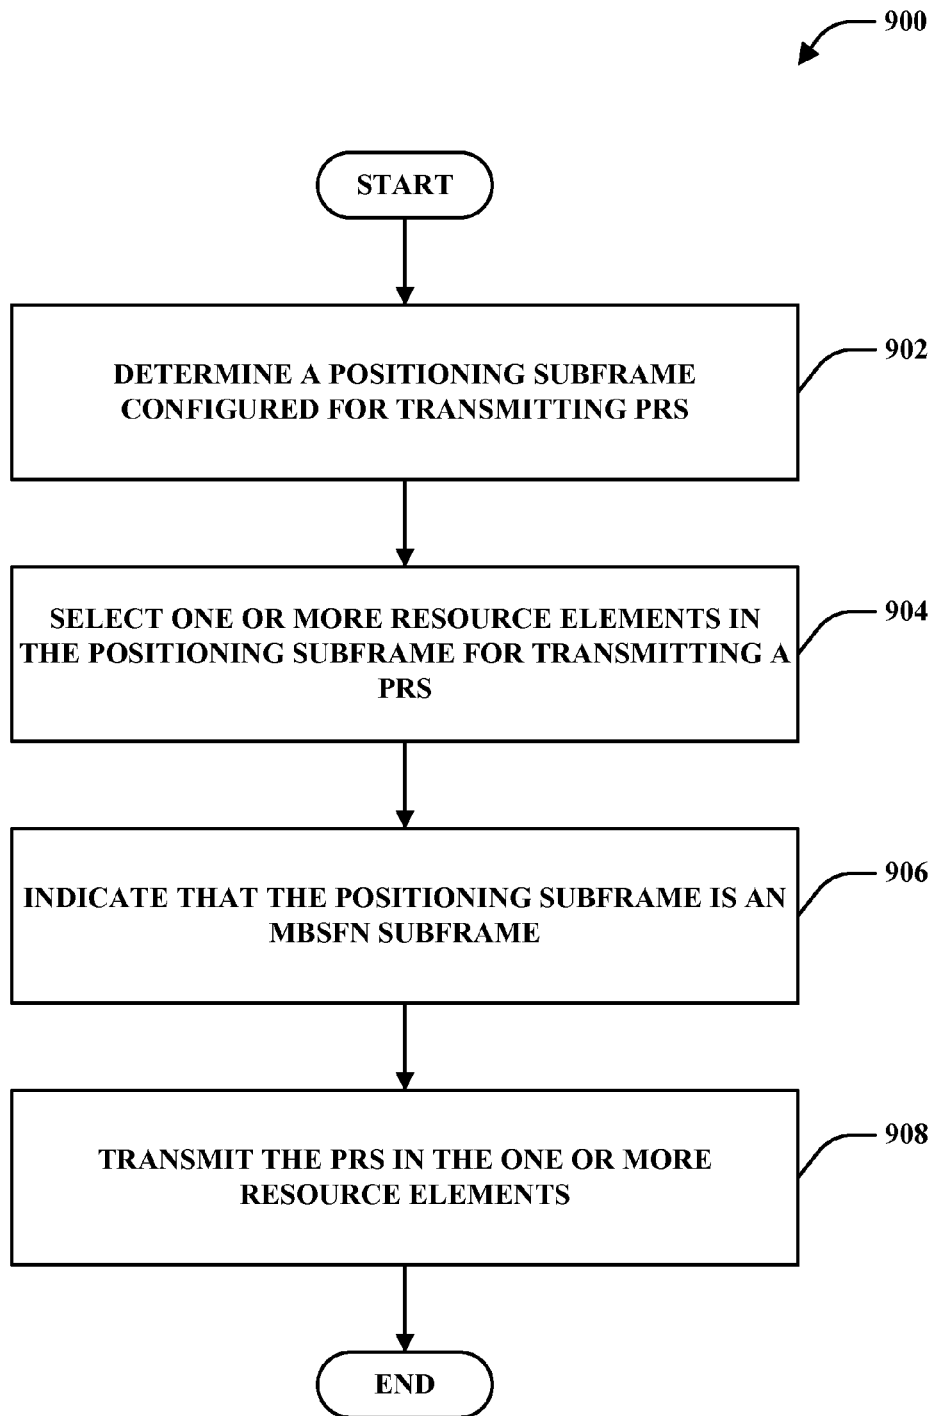 900
START
DETERMINE A POSITIONING SUBFRAME
CONFIGURED FOR TRANSMITTING PRS
902
SELECT ONE OR MORE RESOURCE ELEMENTS IN
THE POSITIONING SUBFRAME FOR TRANSMITTING A
PRS
904
INDICATE THAT THE POSITIONING SUBFRAME IS AN
MBSFN SUBFRAME
906
TRANSMIT THE PRS IN THE ONE OR MORE
RESOURCE ELEMENTS
908
END